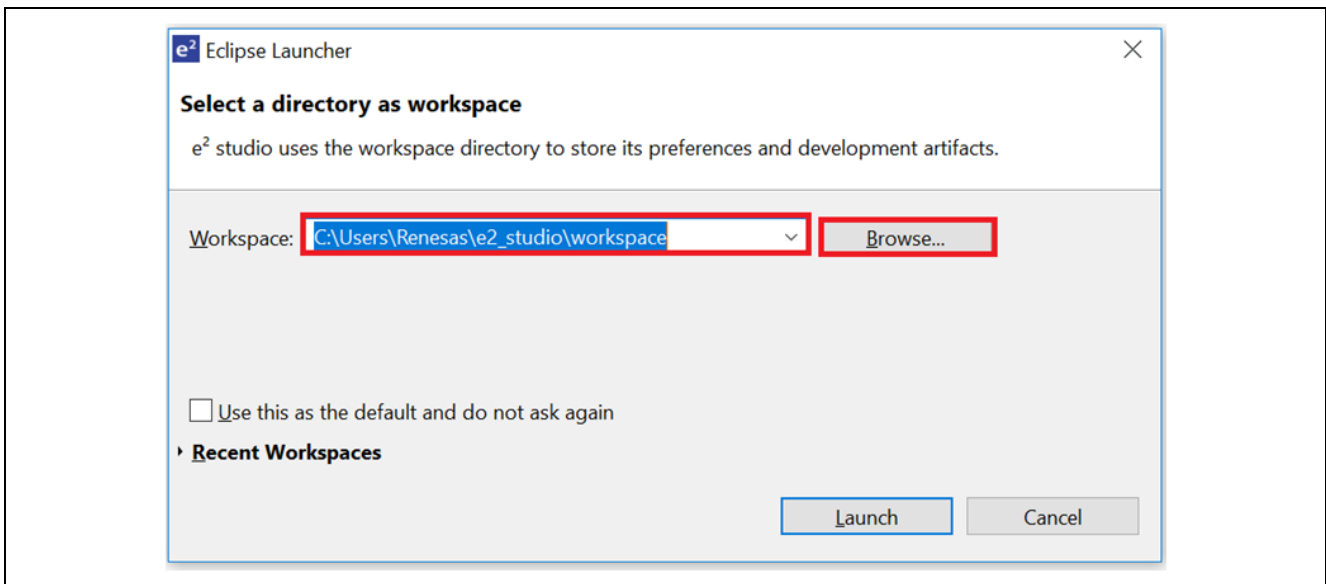 e² Eclipse Launcher
Select a directory as workspace
e² studio uses the workspace directory to store its preferences and development artifacts.
Workspace: C:\Users\Renesas\e2_studio\workspace Browse...
Use this as the default and do not ask again
Recent Workspaces
Launch Cancel